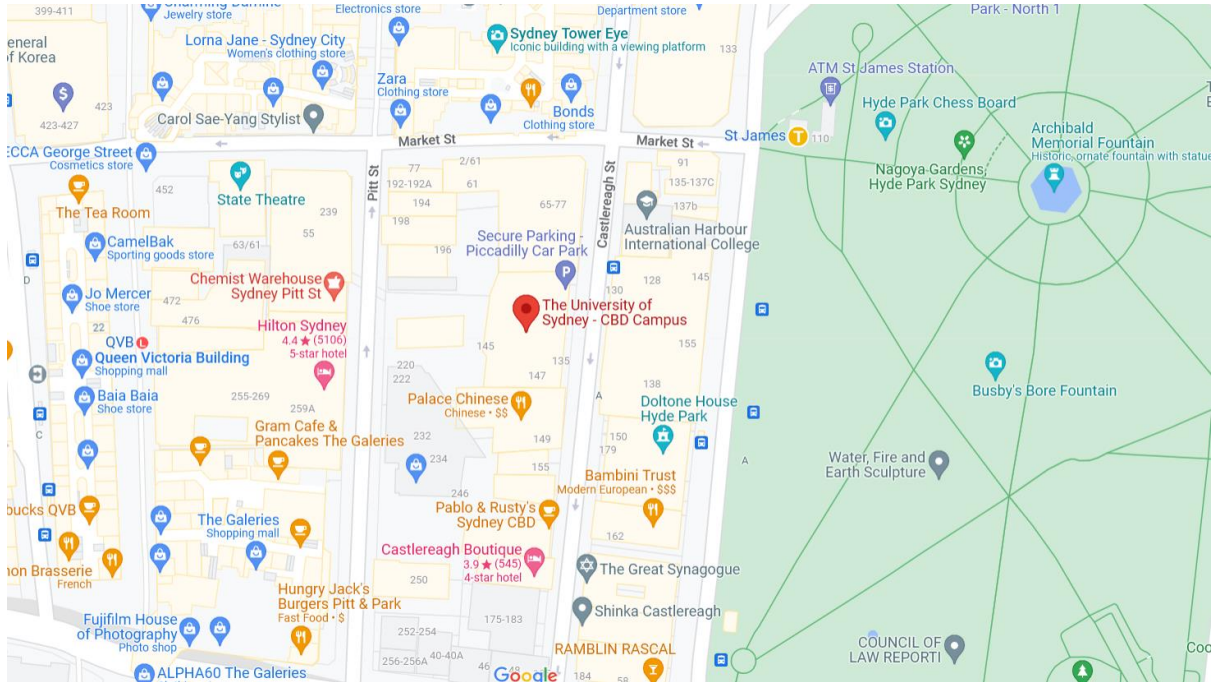 399-411
Charming Damine
Jewelry store
Electronics store
Department store
Park - North 1
eneral
of Korea
Lorna Jane - Sydney City
Women's clothing store
Sydney Tower Eye
Iconic building with a viewing platform
133
Zara
Clothing store
ATM St James Station
423
423-427
Carol Sae-Yang Stylist
Bonds
Clothing store
Hyde Park Chess Board
Market St
Market St
St James
T
110
Archibald
Memorial Fountain
Historic, ornate fountain with statue
ECCA George Street
Cosmetics store
Nagoya Gardens,
Hyde Park Sydney
452
State Theatre
Pitt St
77
192-192A
194
198
196
2/61
61
65-77
Castlereagh St
91
135-137C
137b
The Tea Room
239
55
63/61
Australian Harbour
International College
CamelBak
Sporting goods store
Secure Parking -
Piccadilly Car Park
P
D
Chemist Warehouse
Sydney Pitt St
128
145
130
Jo Mercer
Shoe store
472
476
22
The University of
Sydney - CBD Campus
Hilton Sydney
4.4 ★ (5106)
5-star hotel
QVB
L
145
135
155
Queen Victoria Building
Shopping mall
220
222
147
138
Busby's Bore Fountain
Baia Baia
Shoe store
255-269
259A
Palace Chinese
Chinese • $$
A
Doltone House
Hyde Park
C
Gram Cafe &
Pancakes The Galeries
232
234
149
150
179
A
Water, Fire and
Earth Sculpture
155
Bambini Trust
Modern European • $$$
246
bucks QVB
Pablo & Rusty's
Sydney CBD
The Galeries
Shopping mall
162
Castlereagh Boutique
3.9 ★ (545)
4-star hotel
The Great Synagogue
non Brasserie
French
250
Hungry Jack's
Burgers Pitt & Park
Fast Food • $
Shinka Castlereagh
175-183
Fujifilm House
of Photography
Photo shop
252-254
256-256A
40-40A
46
48
RAMBLIN RASCAL
COUNCIL OF
LAW REPORTI
Coo
ALPHA60 The Galeries
Google
184
58